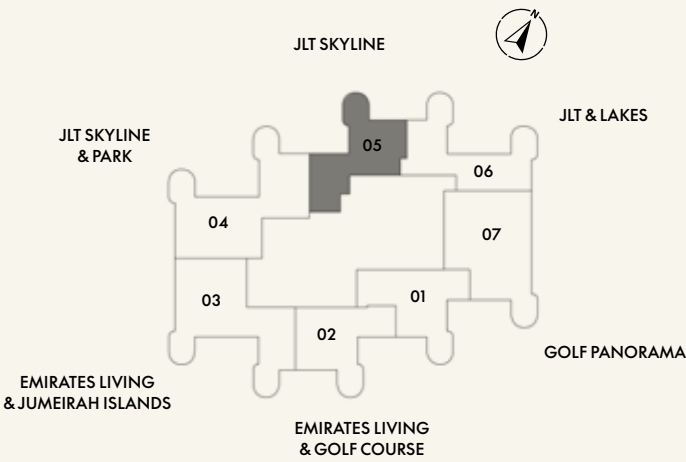 N
JLT SKYLINE
JLT & LAKES
JLT SKYLINE
& PARK
05
06
04
07
03
01
02
GOLF PANORAMA
EMIRATES LIVING
& JUMEIRAH ISLANDS
EMIRATES LIVING
& GOLF COURSE